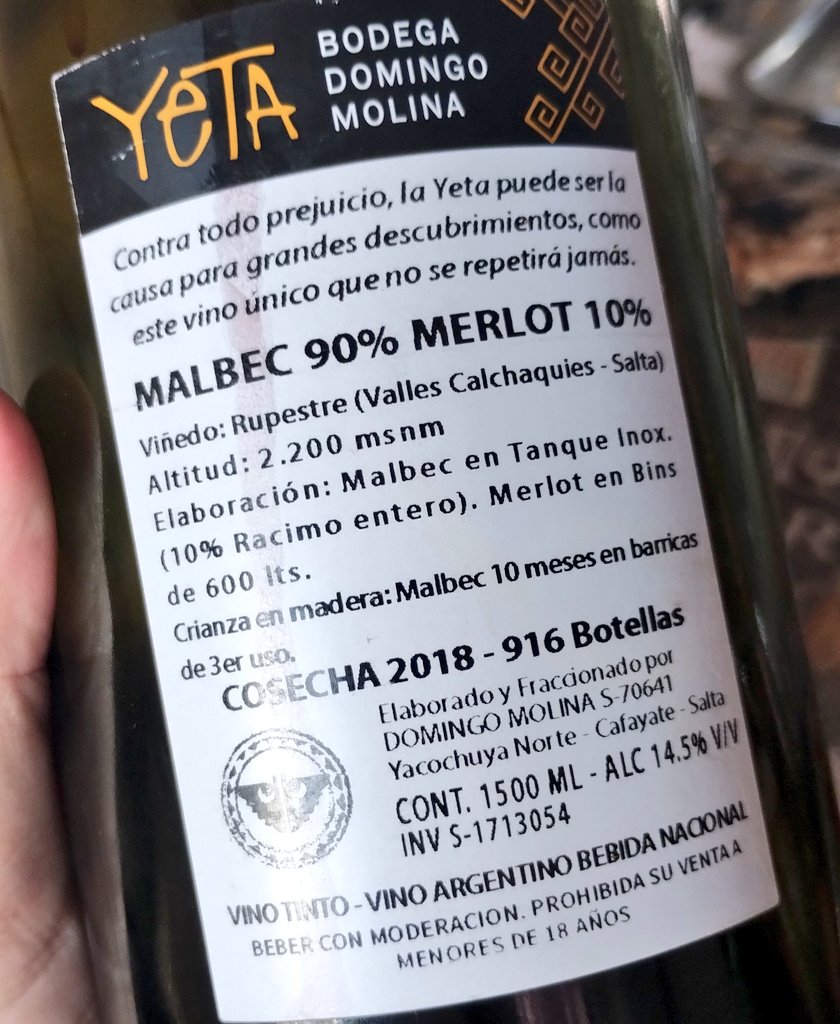 YeTA
BODEGA
DOMINGO
MOLINA
Contra todo prejuicio, la Yeta puede ser la
causa para grandes descubrimientos, como
este vino único que no se repetirá jamás.
MALBEC 90% MERLOT 10%
Viñedo: Rupestre (Valles Calchaquies - Salta)
Altitud: 2.200 msnm
Elaboración: Malbec en Tanque Inox.
(10% Racimo entero). Merlot en Bins
de 600 lts.
Crianza en madera: Malbec 10 meses en barricas
de 3er uso.
COSECHA 2018 - 916 Botellas
Elaborado y Fraccionado por
DOMINGO MOLINA S-70641
Yacochuya Norte - Cafayate - Salta
CONT. 1500 ML - ALC 14.5% V/V
INV S-1713054
VINO TINTO - VINO ARGENTINO BEBIDA NACIONAL
BEBER CON MODERACION. PROHIBIDA SU VENTA A
MENORES DE 18 AÑOS